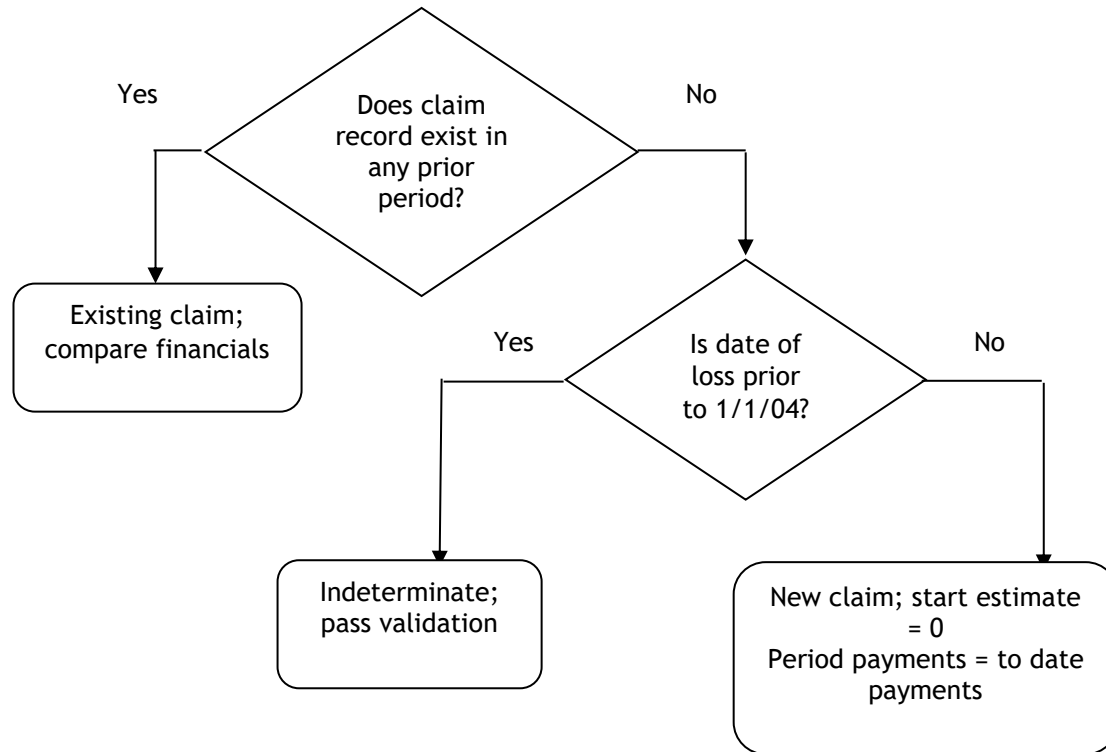 Yes
No
Does claim
record exist in
any prior
period?
Existing claim;
compare financials
Yes
No
Is date of
loss prior
to 1/1/04?
Indeterminate;
pass validation
New claim; start estimate
= 0
Period payments = to date
payments